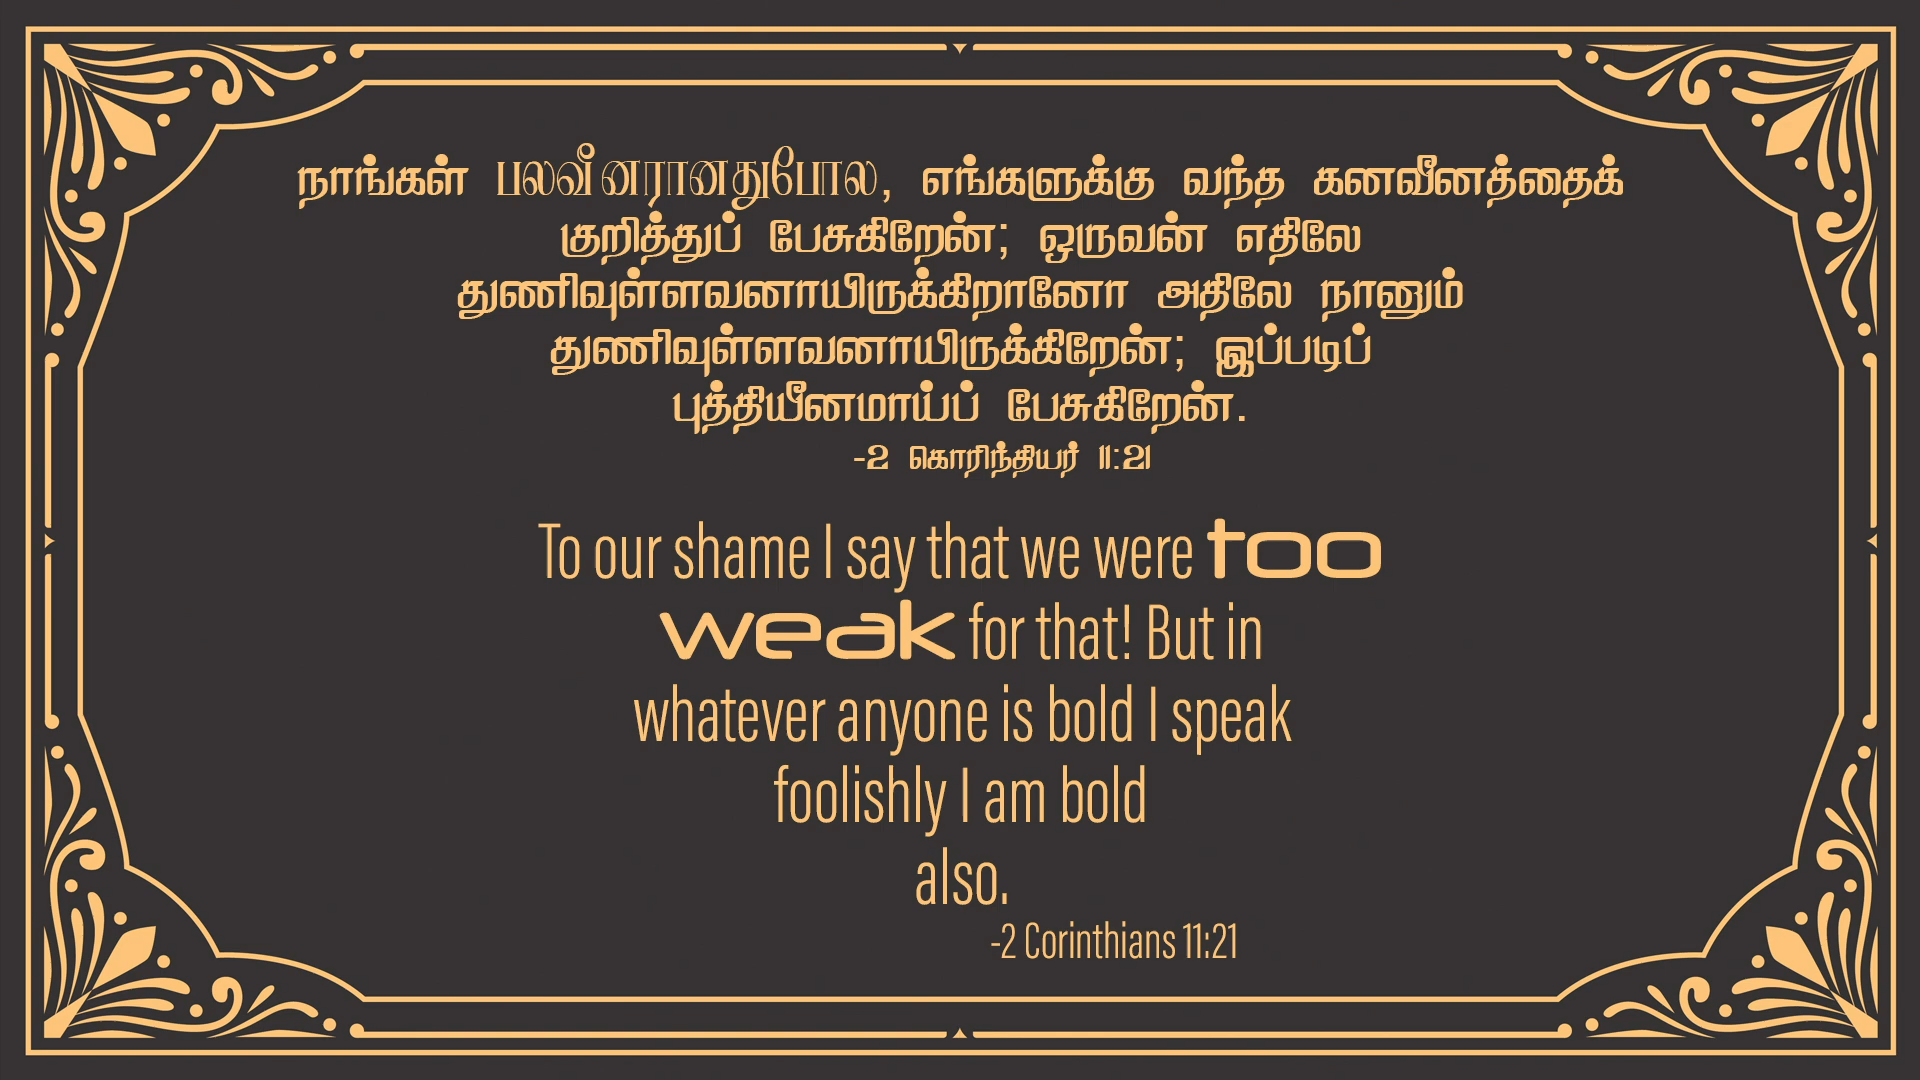 நாங்கள் பலவீனரானதுபோல, எங்களுக்கு வந்த கனவீனத்தைக்
குறித்துப் பேசுகிறேன்; ஒருவன் எதிலே
துணிவுள்ளவனாயிருக்கிறானோ அதிலே நானும்
துணிவுள்ளவனாயிருக்கிறேன்; இப்படிப்
புத்தியீனமாய்ப் பேசுகிறேன்.
-2 கொரிந்தியர் 11:21
To our shame I say that we were too
weak for that! But in
whatever anyone is bold I speak
foolishly I am bold
also.
-2 Corinthians 11:21